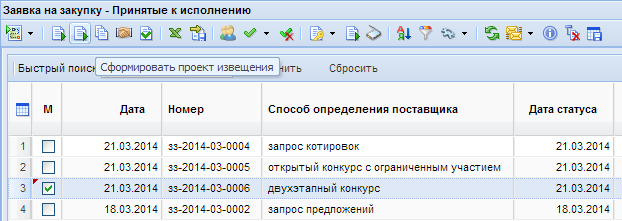 Заявка на закупку - Принятые к исполнению
Быстрый поиск Сформировать проект извещения нить Сбросить
М Дата Номер Способ определения поставщика Дата статуса
1 21.03.2014 зз-2014-03-0004 запрос котировок 21.03.2014
2 21.03.2014 зз-2014-03-0005 открытый конкурс с ограниченным участием 21.03.2014
3 21.03.2014 зз-2014-03-0006 двухэтапный конкурс 21.03.2014
4 18.03.2014 зз-2014-03-0002 запрос предложений 18.03.2014